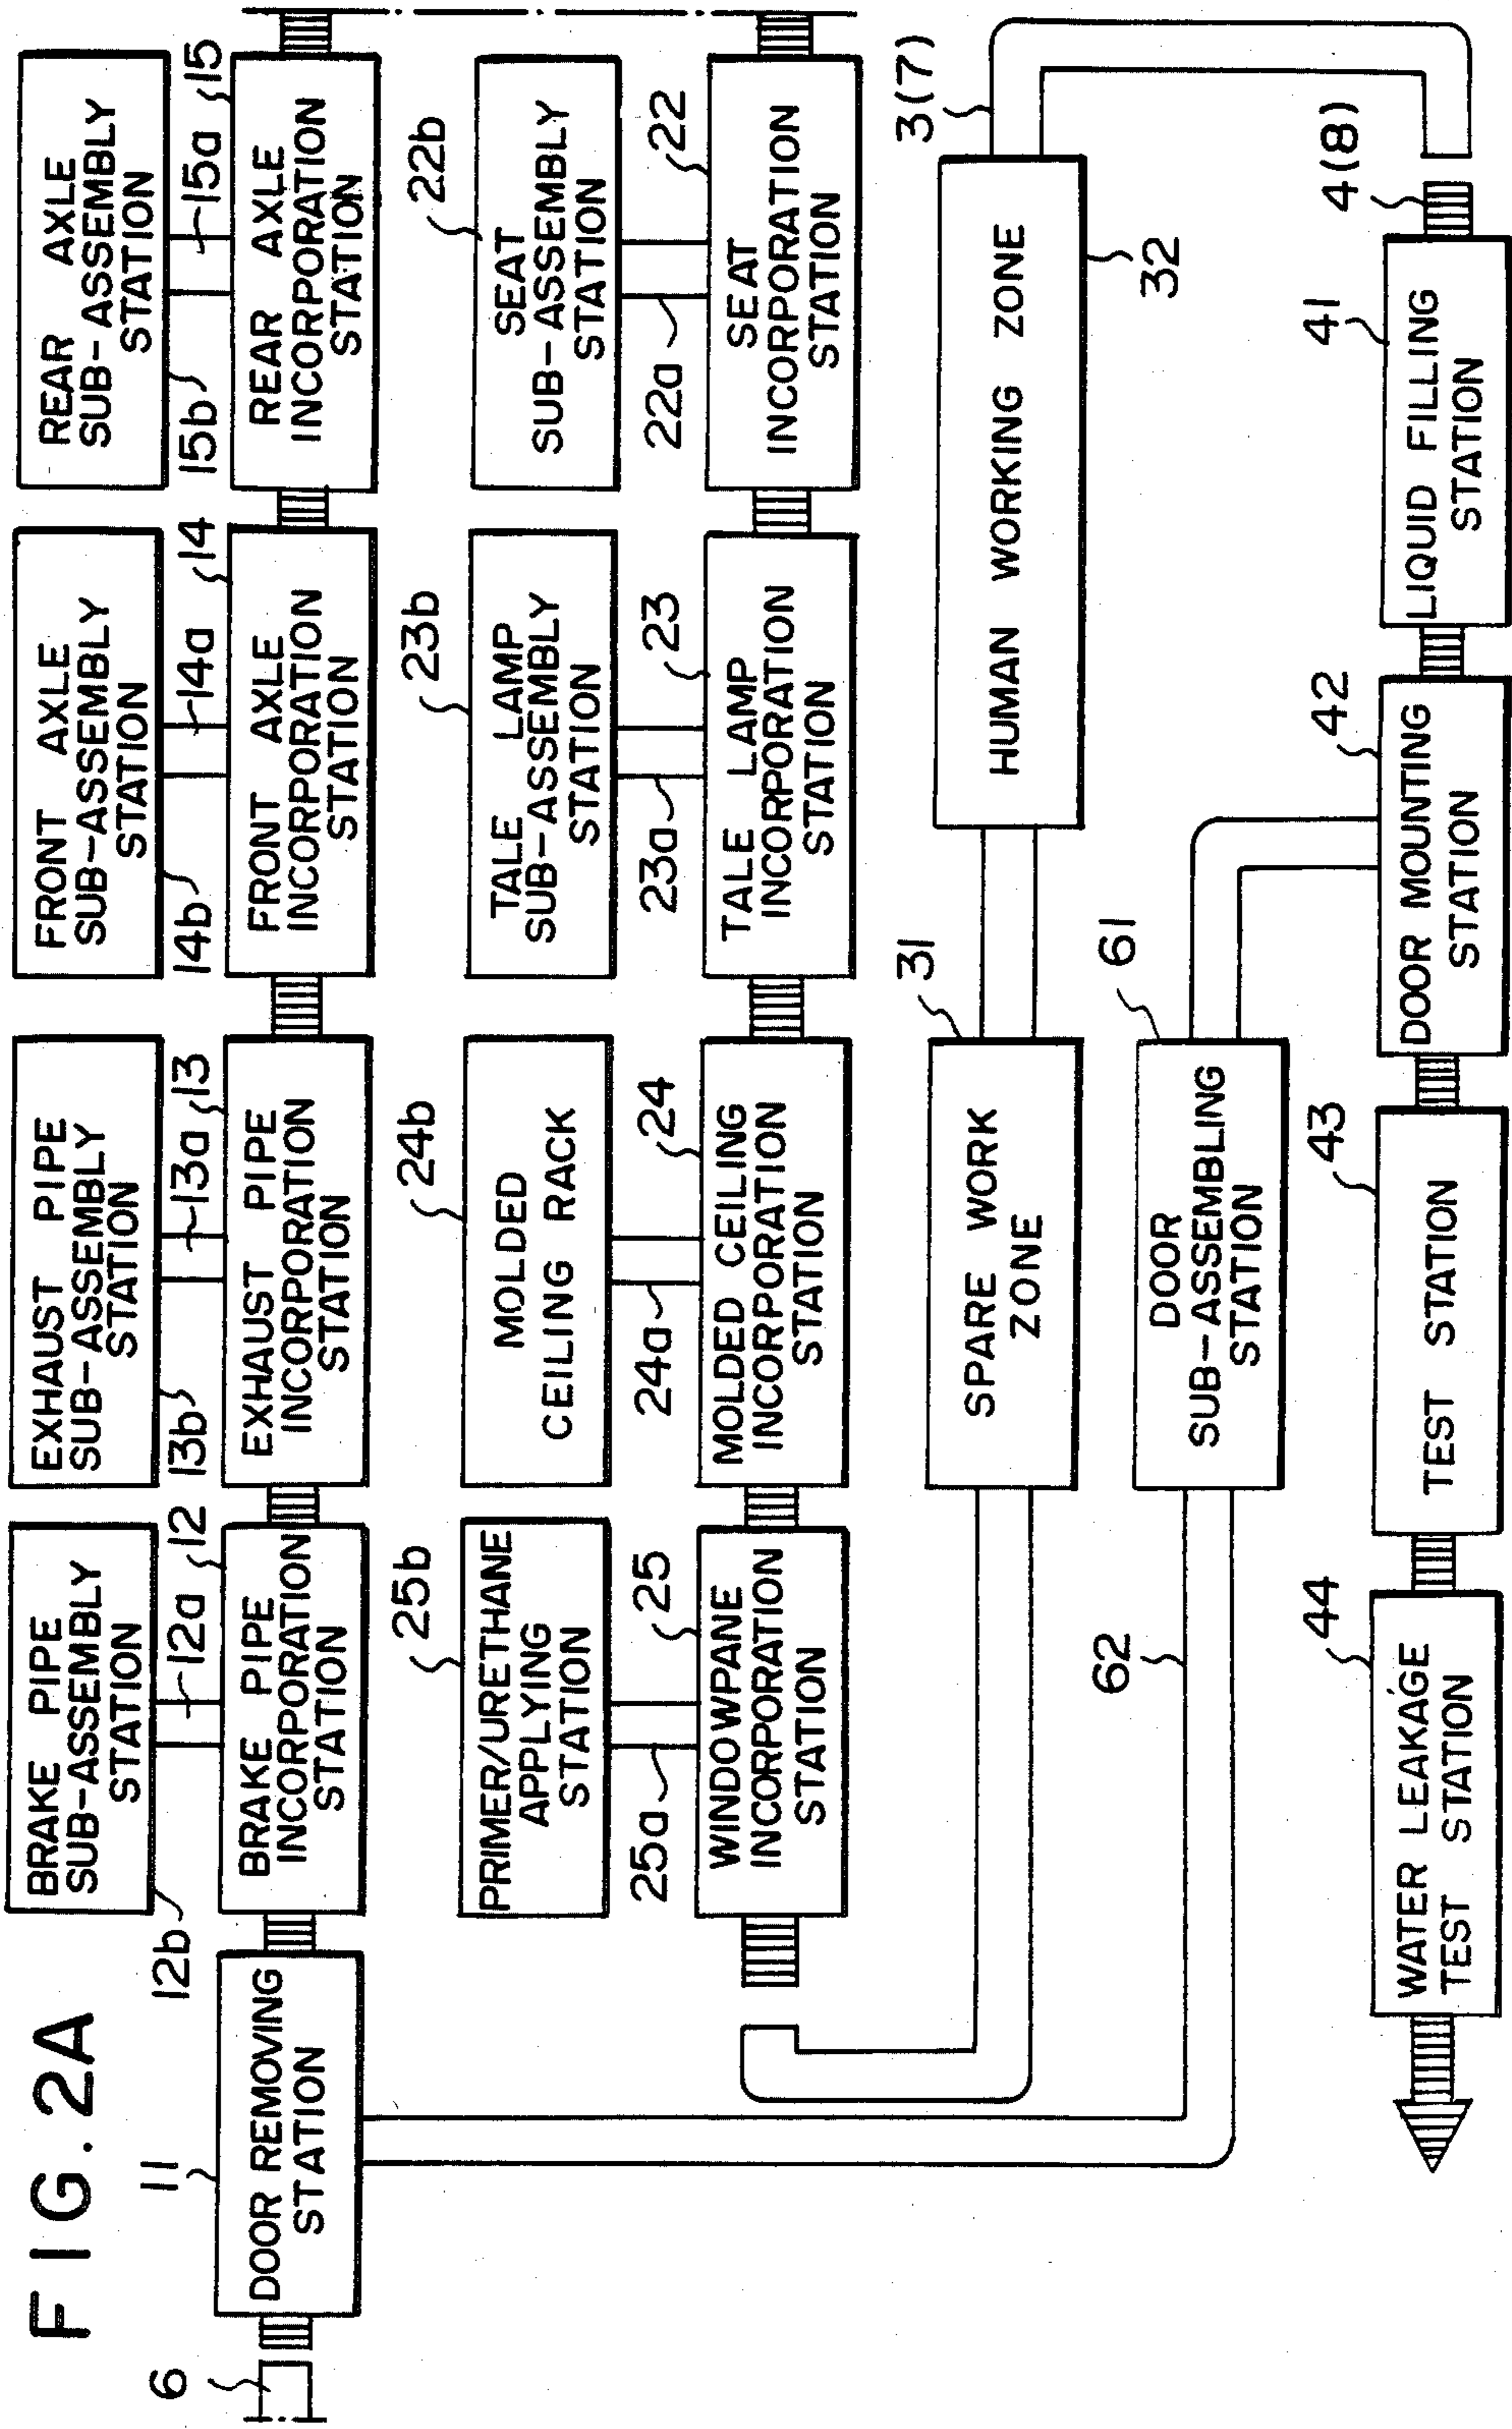 FIG. 2A
BRAKE PIPE
SUB-ASSEMBLY
STATION
EXHAUST PIPE
SUB-ASSEMBLY
STATION
FRONT AXLE
SUB-ASSEMBLY
STATION
REAR AXLE
SUB-ASSEMBLY
STATION
12b
12a
12
13b
13a
13
14b
14a
14
15b
15a
15
6
11
DOOR REMOVING
STATION
BRAKE PIPE
INCORPORATION
STATION
EXHAUST PIPE
INCORPORATION
STATION
FRONT AXLE
INCORPORATION
STATION
REAR AXLE
INCORPORATION
STATION
25b
24b
23b
22b
PRIMER/URETHANE
APPLYING
STATION
MOLDED
CEILING RACK
TALE LAMP
SUB-ASSEMBLY
STATION
SEAT
SUB-ASSEMBLY
STATION
25a
25
24a
24
23a
23
22a
22
WINDOWPANE
INCORPORATION
STATION
MOLDED CEILING
INCORPORATION
STATION
TALE LAMP
INCORPORATION
STATION
SEAT
INCORPORATION
STATION
31
3(7)
SPARE WORK
ZONE
HUMAN WORKING ZONE
32
62
61
DOOR
SUB-ASSEMBLING
STATION
44
43
42
41
4(8)
WATER LEAKAGE
TEST STATION
TEST STATION
DOOR MOUNTING
STATION
LIQUID FILLING
STATION